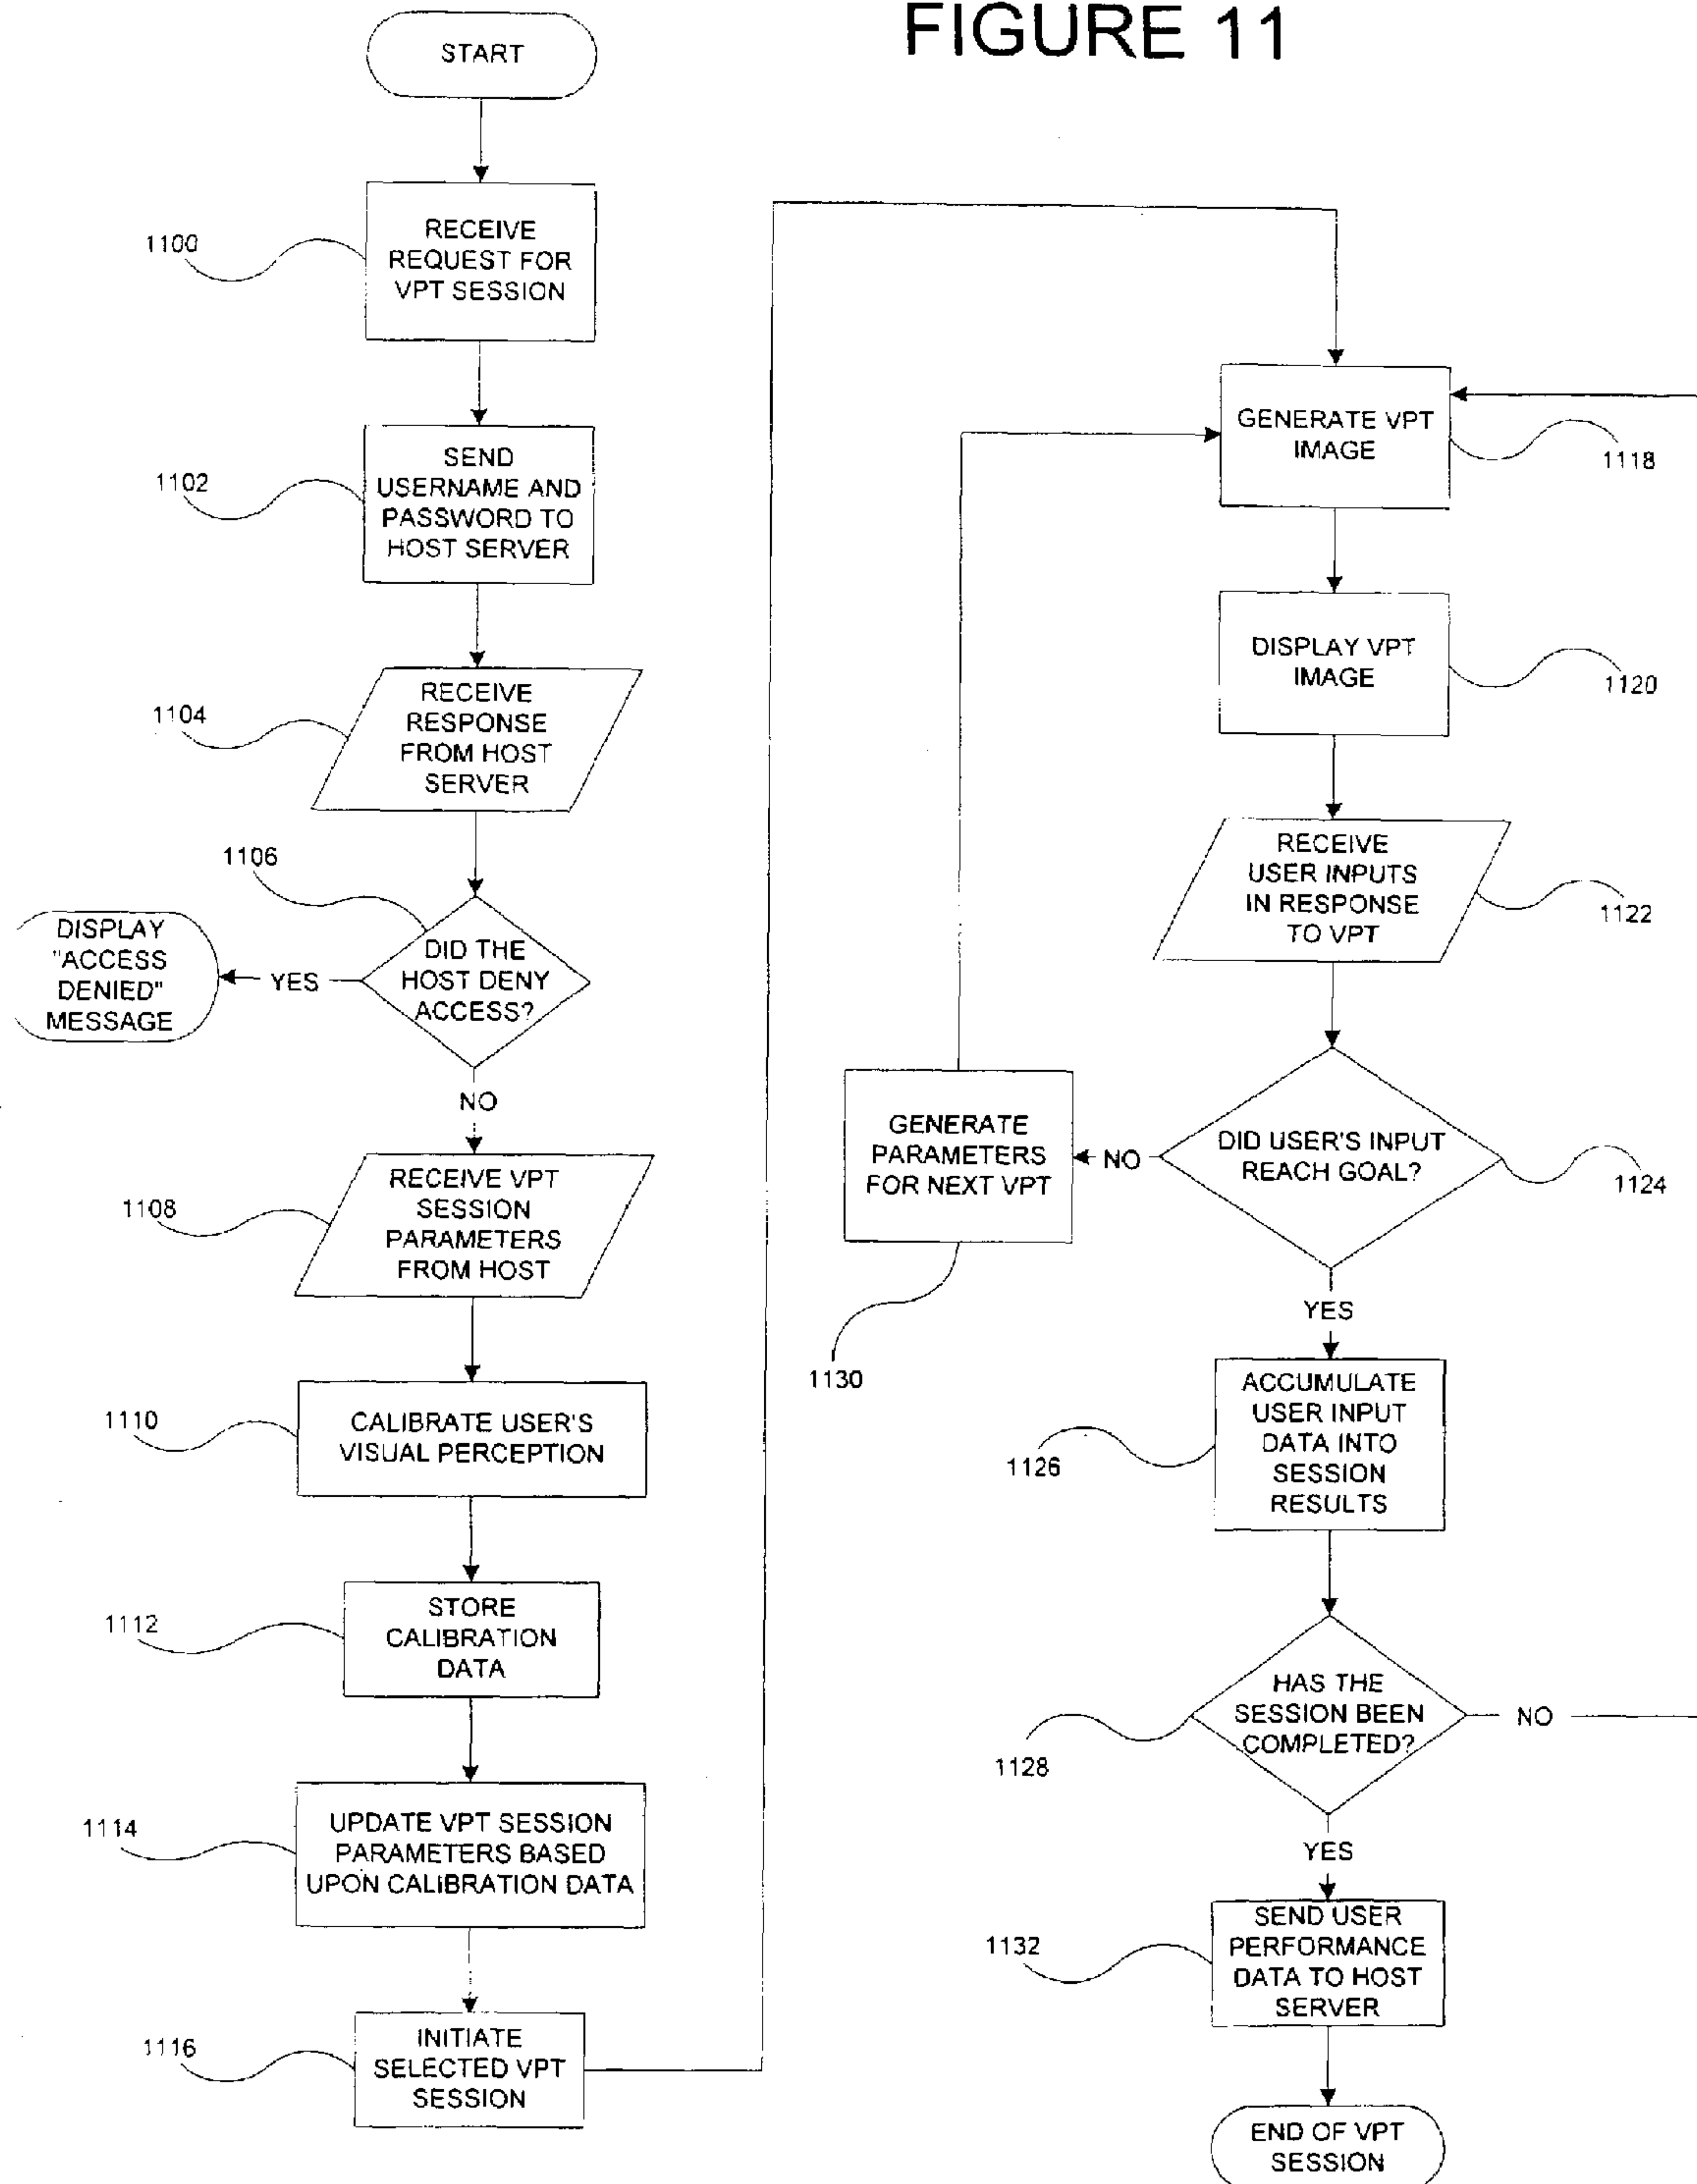 FIGURE 11
START
1100
RECEIVE
REQUEST FOR
VPT SESSION
1102
SEND
USERNAME AND
PASSWORD TO
HOST SERVER
1104
RECEIVE
RESPONSE
FROM HOST
SERVER
1106
DID THE
HOST DENY
ACCESS?
YES
DISPLAY
"ACCESS
DENIED"
MESSAGE
NO
1108
RECEIVE VPT
SESSION
PARAMETERS
FROM HOST
1110
CALIBRATE USER'S
VISUAL PERCEPTION
1112
STORE
CALIBRATION
DATA
1114
UPDATE VPT SESSION
PARAMETERS BASED
UPON CALIBRATION DATA
1116
INITIATE
SELECTED VPT
SESSION
GENERATE VPT
IMAGE
1118
DISPLAY VPT
IMAGE
1120
RECEIVE
USER INPUTS
IN RESPONSE
TO VPT
1122
DID USER'S INPUT
REACH GOAL?
1124
NO
GENERATE
PARAMETERS
FOR NEXT VPT
1130
YES
ACCUMULATE
USER INPUT
DATA INTO
SESSION
RESULTS
1126
HAS THE
SESSION BEEN
COMPLETED?
NO
1128
YES
SEND USER
PERFORMANCE
DATA TO HOST
SERVER
1132
END OF VPT
SESSION